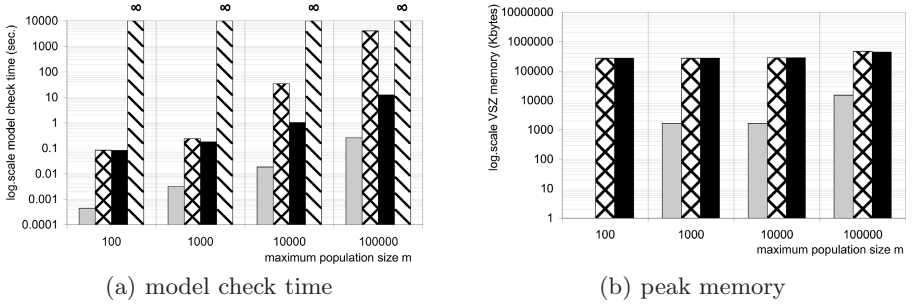 ∞ ∞ ∞ ∞
log.scale model check time (sec.)
10000
1000
100
10
1
0.1
0.01
0.001
0.0001
100 1000 10000 100000
maximum population size m
(a) model check time
log.scale VSZ memory (Kbytes)
10000000
1000000
100000
10000
1000
100
10
1
100 1000 10000 100000
maximum population size m
(b) peak memory